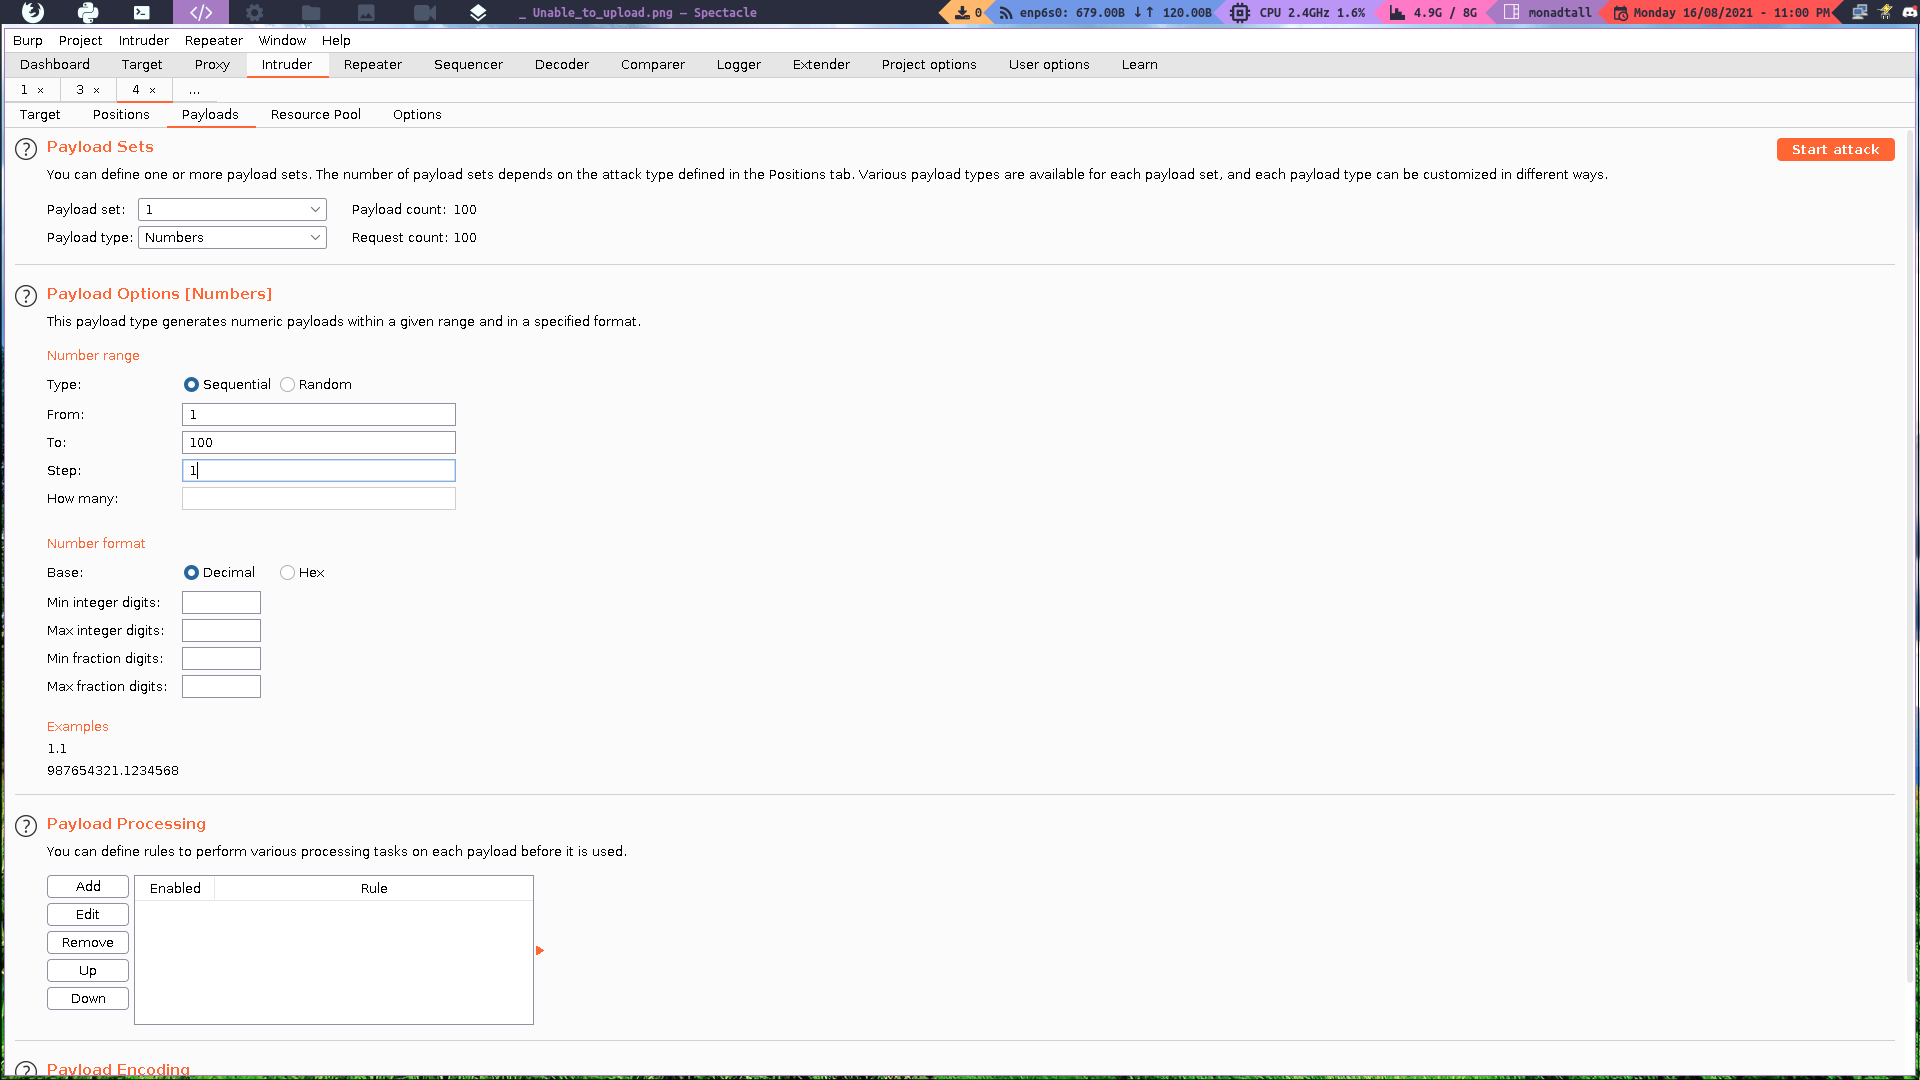 _ Unable_to_upload.png — Spectacle
0
enp6s0: 679.00B ↓↑ 120.00B
CPU 2.4GHz 1.6%
4.9G / 8G
monadtall
Monday 16/08/2021 - 11:00 PM
Burp Project Intruder Repeater Window Help
Dashboard Target Proxy Intruder Repeater Sequencer Decoder Comparer Logger Extender Project options User options Learn
1 × 3 × 4 × ...
Target Positions Payloads Resource Pool Options
? Payload Sets
Start attack
You can define one or more payload sets. The number of payload sets depends on the attack type defined in the Positions tab. Various payload types are available for each payload set, and each payload type can be customized in different ways.
Payload set: 1 Payload count: 100
Payload type: Numbers Request count: 100
? Payload Options [Numbers]
This payload type generates numeric payloads within a given range and in a specified format.
Number range
Type: Sequential Random
From: 1
To: 100
Step: 1
How many:
Number format
Base: Decimal Hex
Min integer digits:
Max integer digits:
Min fraction digits:
Max fraction digits:
Examples
1.1
987654321.1234568
? Payload Processing
You can define rules to perform various processing tasks on each payload before it is used.
Add Enabled Rule
Edit
Remove
Up
Down
? Payload Encoding